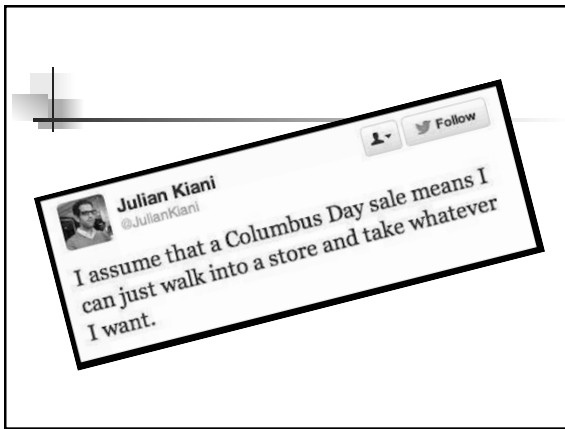 Julian Kiani
@JulianKiani
Follow
I assume that a Columbus Day sale means I
can just walk into a store and take whatever
I want.